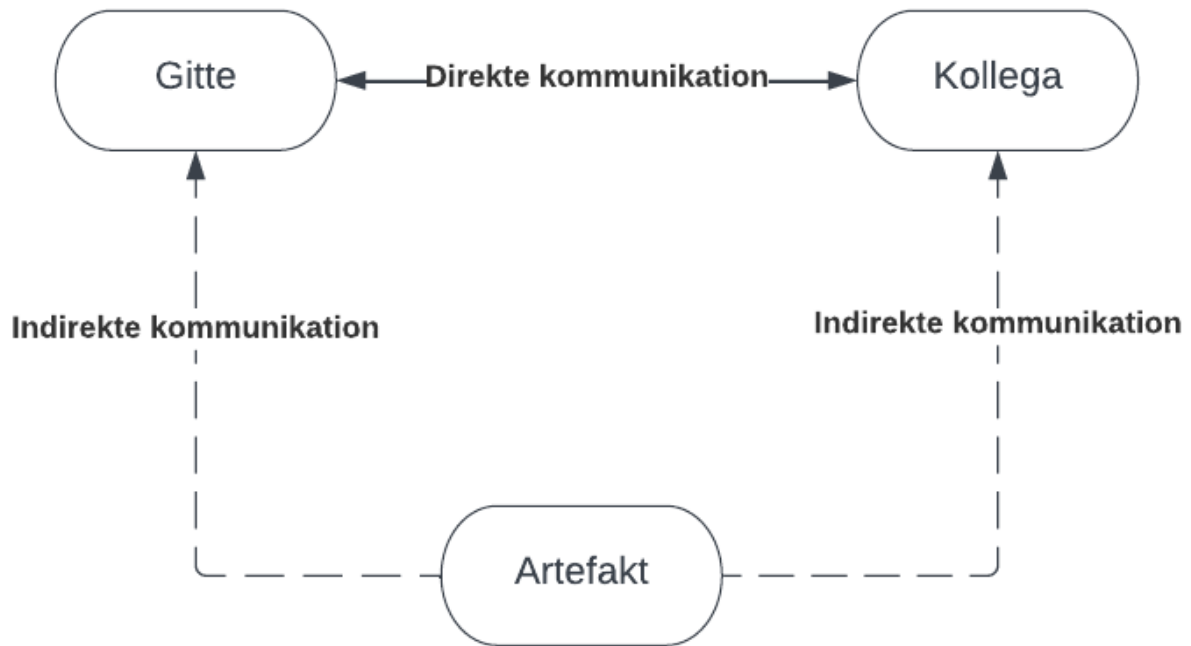 Gitte
Direkte kommunikation
Kollega
Indirekte kommunikation
Indirekte kommunikation
Artefakt